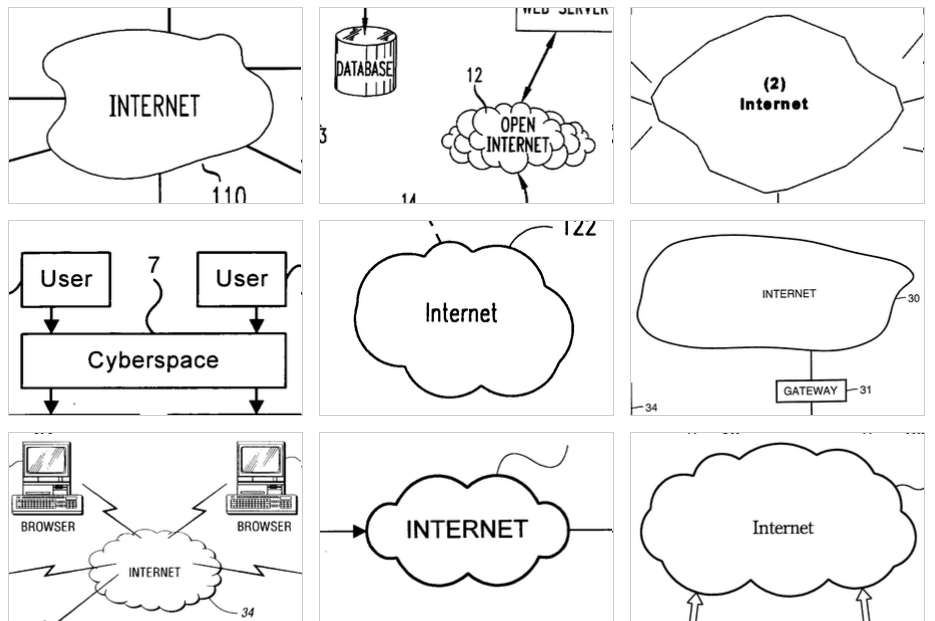 INTERNET
110
WEB SERVER
DATABASE
12
OPEN
INTERNET
3
14
(2)
Internet
User
7
User
Cyberspace
122
Internet
INTERNET
30
GATEWAY
31
34
BROWSER
BROWSER
INTERNET
34
INTERNET
Internet